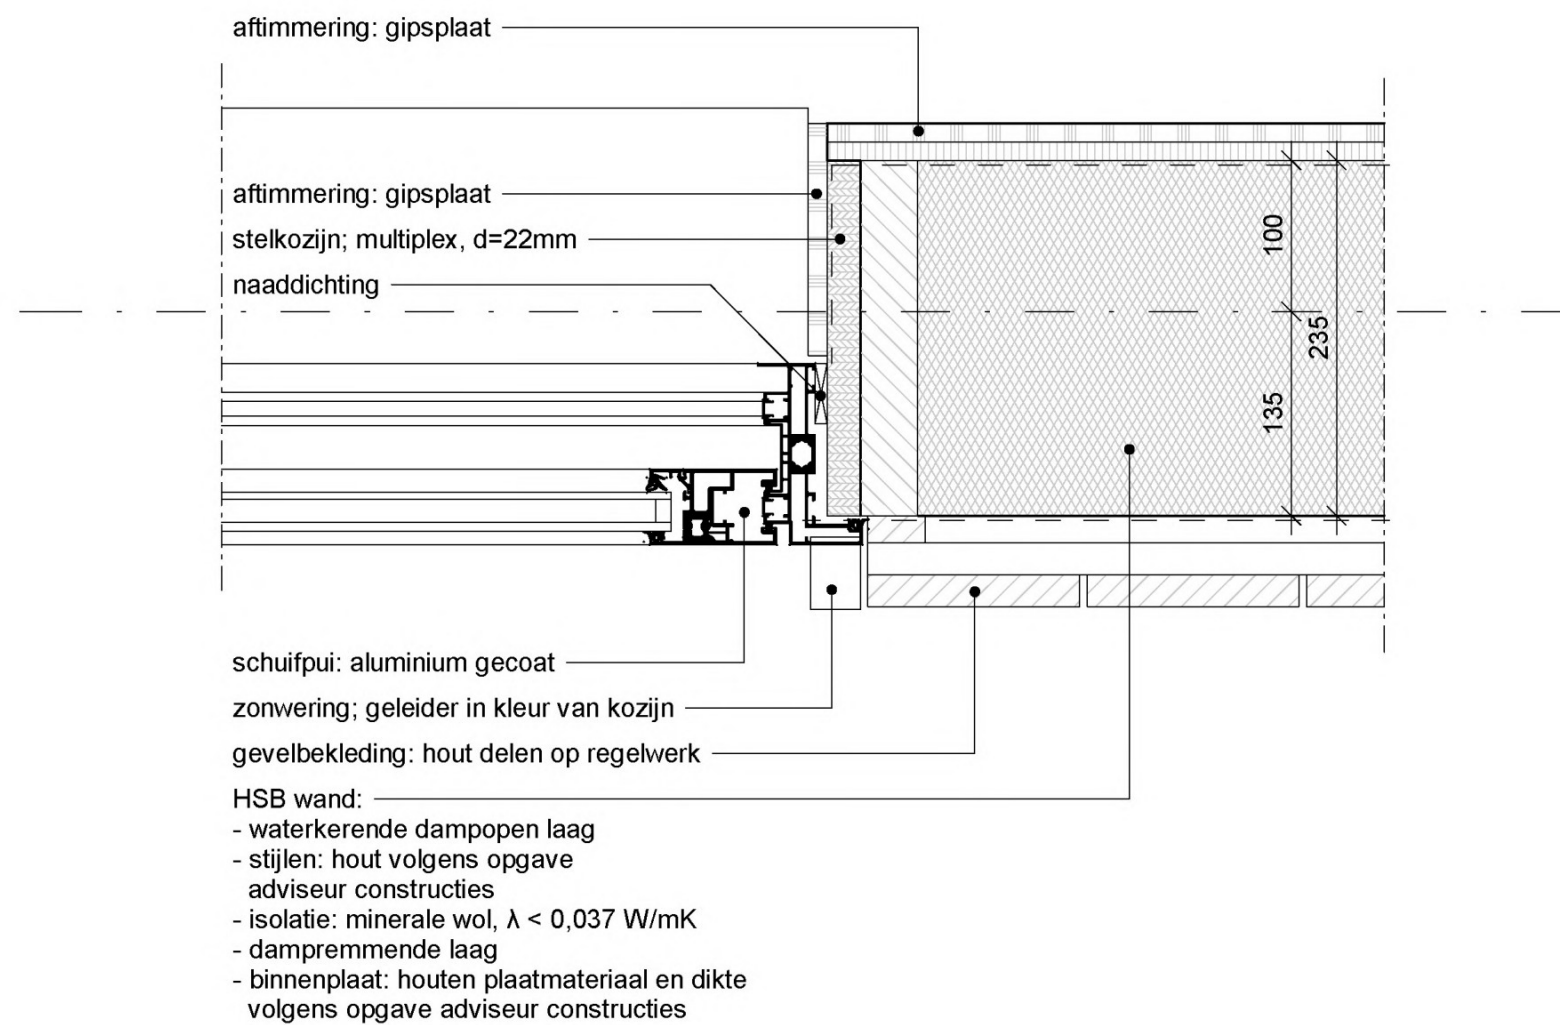 aftimmering: gipsplaat
aftimmering: gipsplaat
stelkozijn; multiplex, d=22mm
naaddichting
100
235
135
schuifpui: aluminium gecoat
zonwering; geleider in kleur van kozijn
gevelbekleding: hout delen op regelwerk
HSB wand:
- waterkerende dampopen laag
- stijlen: hout volgens opgave
adviseur constructies
- isolatie: minerale wol, λ < 0,037 W/mK
- dampremmende laag
- binnenplaat: houten plaatmateriaal en dikte
volgens opgave adviseur constructies